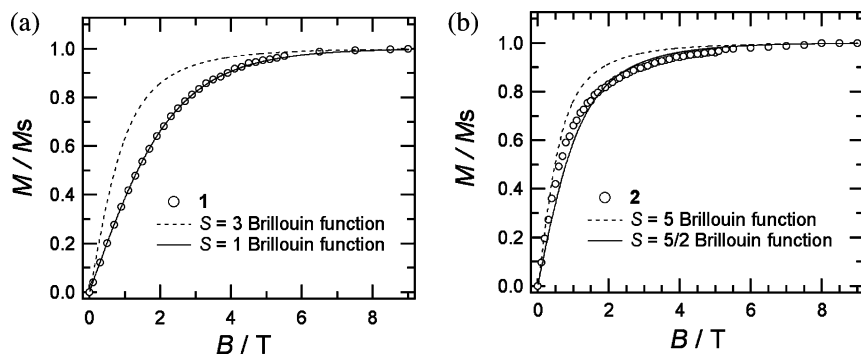 (a)
1.0
0.8
0.6
0.4
0.2
0.0
M / Ms
○ 1
S = 3 Brillouin function
S = 1 Brillouin function
0 2 4 6 8
B / T
(b)
1.0
0.8
0.6
0.4
0.2
0.0
M / Ms
○ 2
S = 5 Brillouin function
S = 5/2 Brillouin function
0 2 4 6 8
B / T